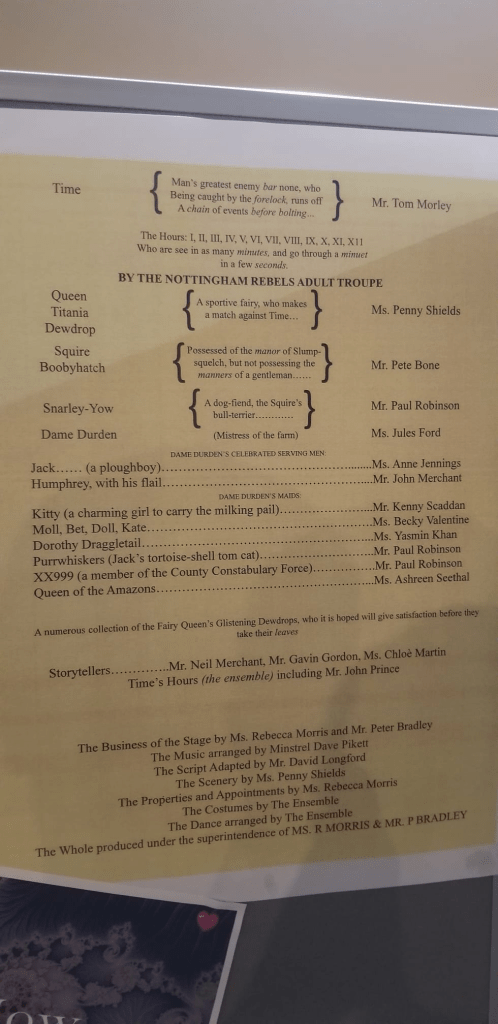 Time { Man's greatest enemy bar none, who } Mr. Tom Morley
Being caught by the forelock, runs off
A chain of events before bolting...
The Hours: I, II, III, IV, V, VI, VII, VIII, IX, X, XI, X11
Who are see in as many minutes, and go through a minuet
in a few seconds.
BY THE NOTTINGHAM REBELS ADULT TROUPE
Queen
Titania
Dewdrop
{ A sportive fairy, who makes
a match against Time... }
Ms. Penny Shields
Squire
Boobyhatch
{ Possessed of the manor of Slump-
squelch, but not possessing the
manners of a gentleman...... }
Mr. Pete Bone
Snarley-Yow
{ A dog-fiend, the Squire's
bull-terrier............ }
Mr. Paul Robinson
Dame Durden (Mistress of the farm) Ms. Jules Ford
DAME DURDEN'S CELEBRATED SERVING MEN:
Jack...... (a ploughboy)..........................................Ms. Anne Jennings
Humphrey, with his flail..........................................Mr. John Merchant
DAME DURDEN'S MAIDS:
Kitty (a charming girl to carry the milking pail)....................Mr. Kenny Scaddan
Moll, Bet, Doll, Kate.............................................Ms. Becky Valentine
Dorothy Draggletail..............................................Ms. Yasmin Khan
Purrwhiskers (Jack's tortoise-shell tom cat).......................Mr. Paul Robinson
XX999 (a member of the County Constabulary Force)...............Mr. Paul Robinson
Queen of the Amazons...........................................Ms. Ashreen Seethal
A numerous collection of the Fairy Queen's Glistening Dewdrops, who it is hoped will give satisfaction before they
take their leaves
Storytellers..............Mr. Neil Merchant, Mr. Gavin Gordon, Ms. Chloè Martin
Time's Hours (the ensemble) including Mr. John Prince
The Business of the Stage by Ms. Rebecca Morris and Mr. Peter Bradley
The Music arranged by Minstrel Dave Pikett
The Script Adapted by Mr. David Longford
The Scenery by Ms. Penny Shields
The Properties and Appointments by Ms. Rebecca Morris
The Costumes by The Ensemble
The Dance arranged by The Ensemble
The Whole produced under the superintendence of MS. R MORRIS & MR. P BRADLEY